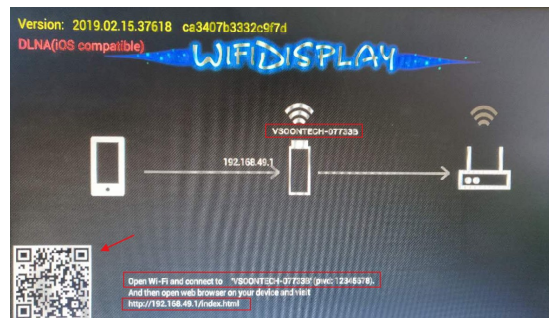 Version: 2019.02.15.37618 ca3407b3332c9f7d
DLNA(iOS compatible)
WIFIDISPLAY
VSOONTECH-07733B
192.168.49.1
Open Wi-Fi and connect to "VSOONTECH-07733B" (pwd: 12345678).
And then open web browser on your device and visit
http://192.168.49.1/index.html